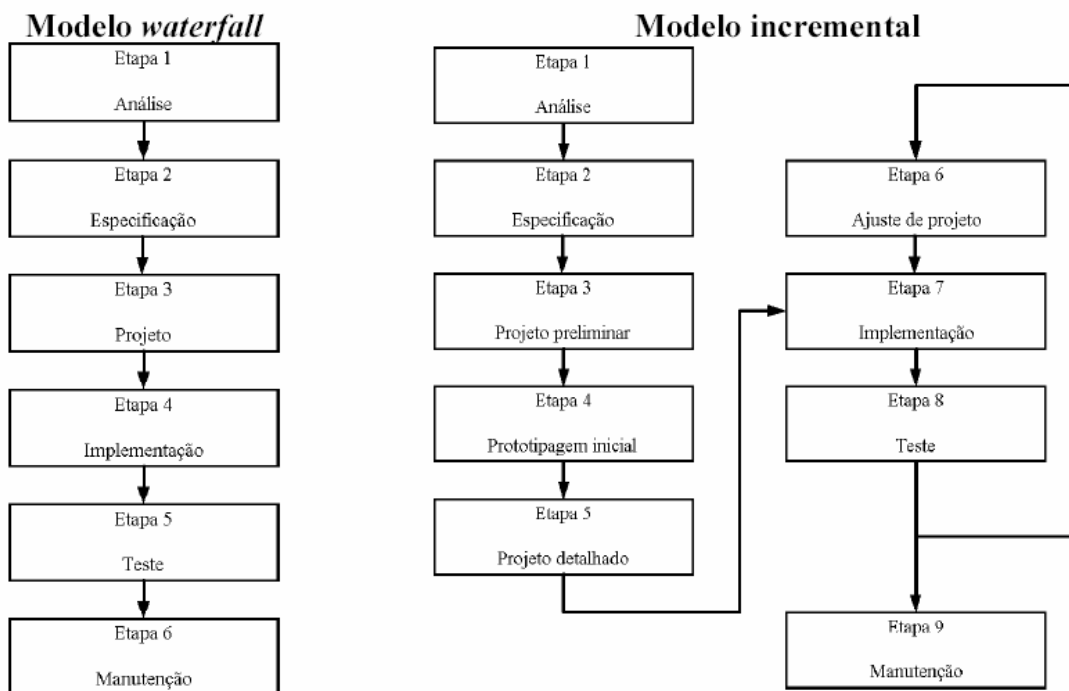 Modelo waterfall
Etapa 1
Análise
Etapa 2
Especificação
Etapa 3
Projeto
Etapa 4
Implementação
Etapa 5
Teste
Etapa 6
Manutenção
Modelo incremental
Etapa 1
Análise
Etapa 2
Especificação
Etapa 3
Projeto preliminar
Etapa 4
Prototipagem inicial
Etapa 5
Projeto detalhado
Etapa 6
Ajuste de projeto
Etapa 7
Implementação
Etapa 8
Teste
Etapa 9
Manutenção